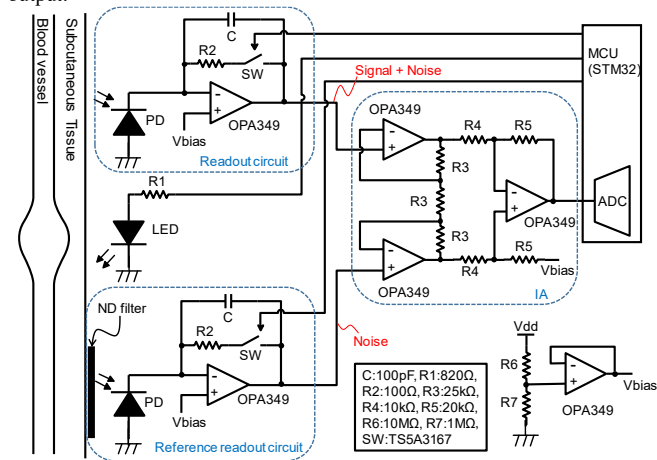 output.
Blood vessel
Subcutaneous Tissue
C
R2
SW
PD
Vbias
OPA349
Readout circuit
R1
LED
ND filter
C
R2
SW
PD
Vbias
OPA349
Reference readout circuit
Signal + Noise
Noise
OPA349
R3
R3
R3
R4
R5
OPA349
R4
R5
Vbias
OPA349
IA
MCU
(STM32)
ADC
C:100pF, R1:820Ω,
R2:100Ω, R3:25kΩ,
R4:10kΩ, R5:20kΩ,
R6:10MΩ, R7:1MΩ,
SW:TS5A3167
Vdd
R6
R7
Vbias
OPA349